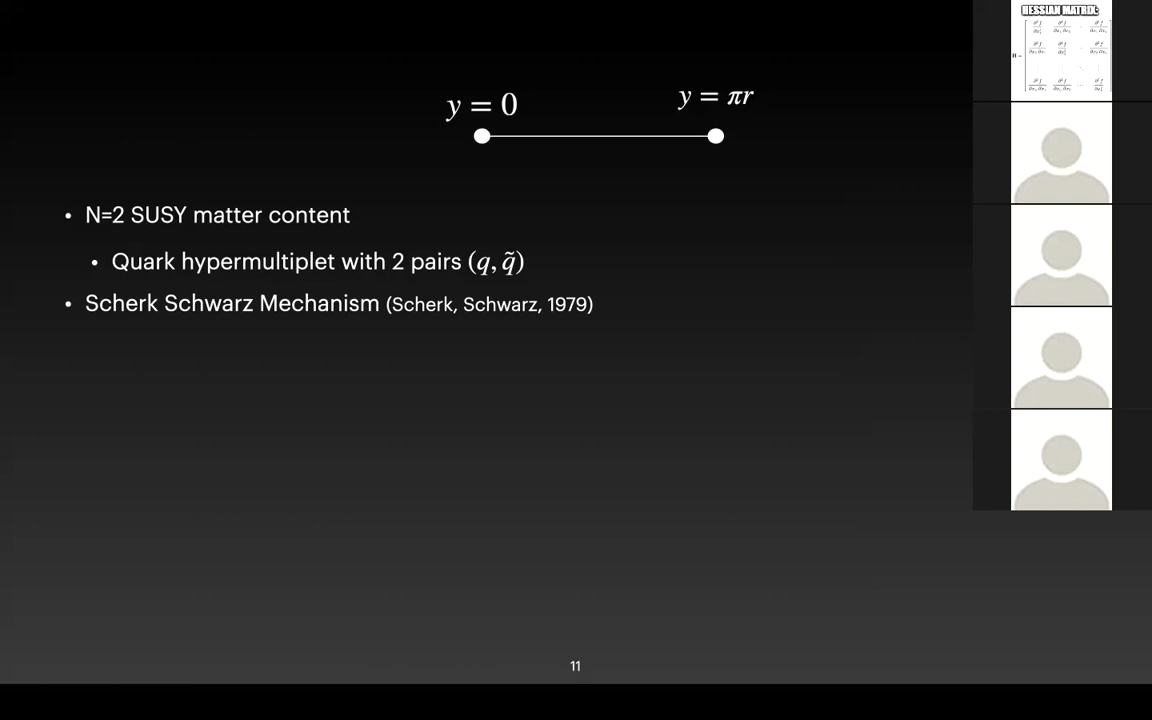 HESSIAN MATRIX:
y = 0
y = πr
• N=2 SUSY matter content
• Quark hypermultiplet with 2 pairs (q, q̃)
• Scherk Schwarz Mechanism (Scherk, Schwarz, 1979)
11